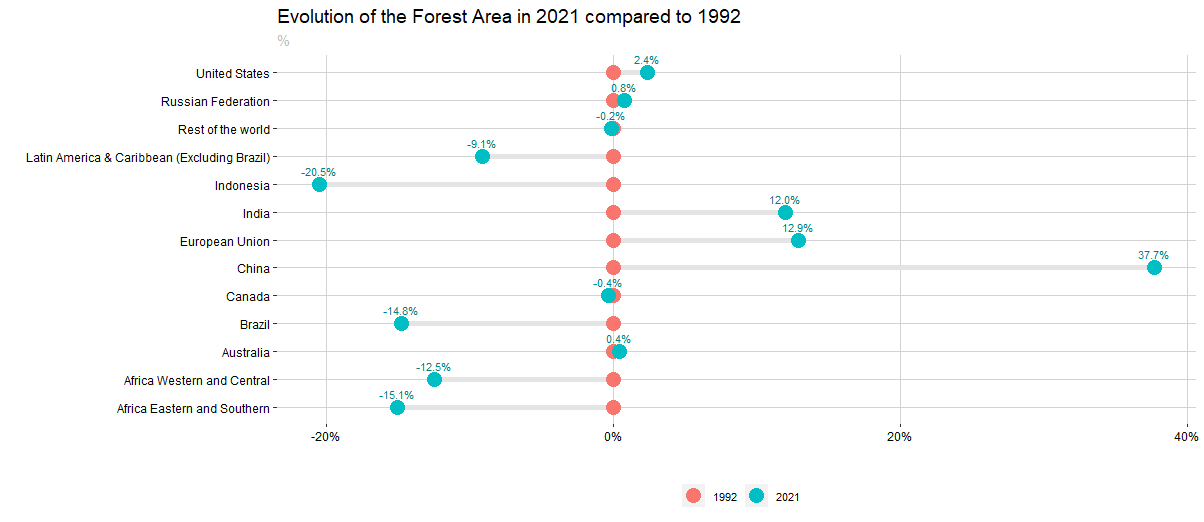 Evolution of the Forest Area in 2021 compared to 1992
%
United States 2.4%
Russian Federation 0.8%
Rest of the world -0.2%
Latin America & Caribbean (Excluding Brazil) -9.1%
Indonesia -20.5%
India 12.0%
European Union 12.9%
China 37.7%
Canada -0.4%
Brazil -14.8%
Australia 0.4%
Africa Western and Central -12.5%
Africa Eastern and Southern -15.1%
-20% 0% 20% 40%
1992 2021